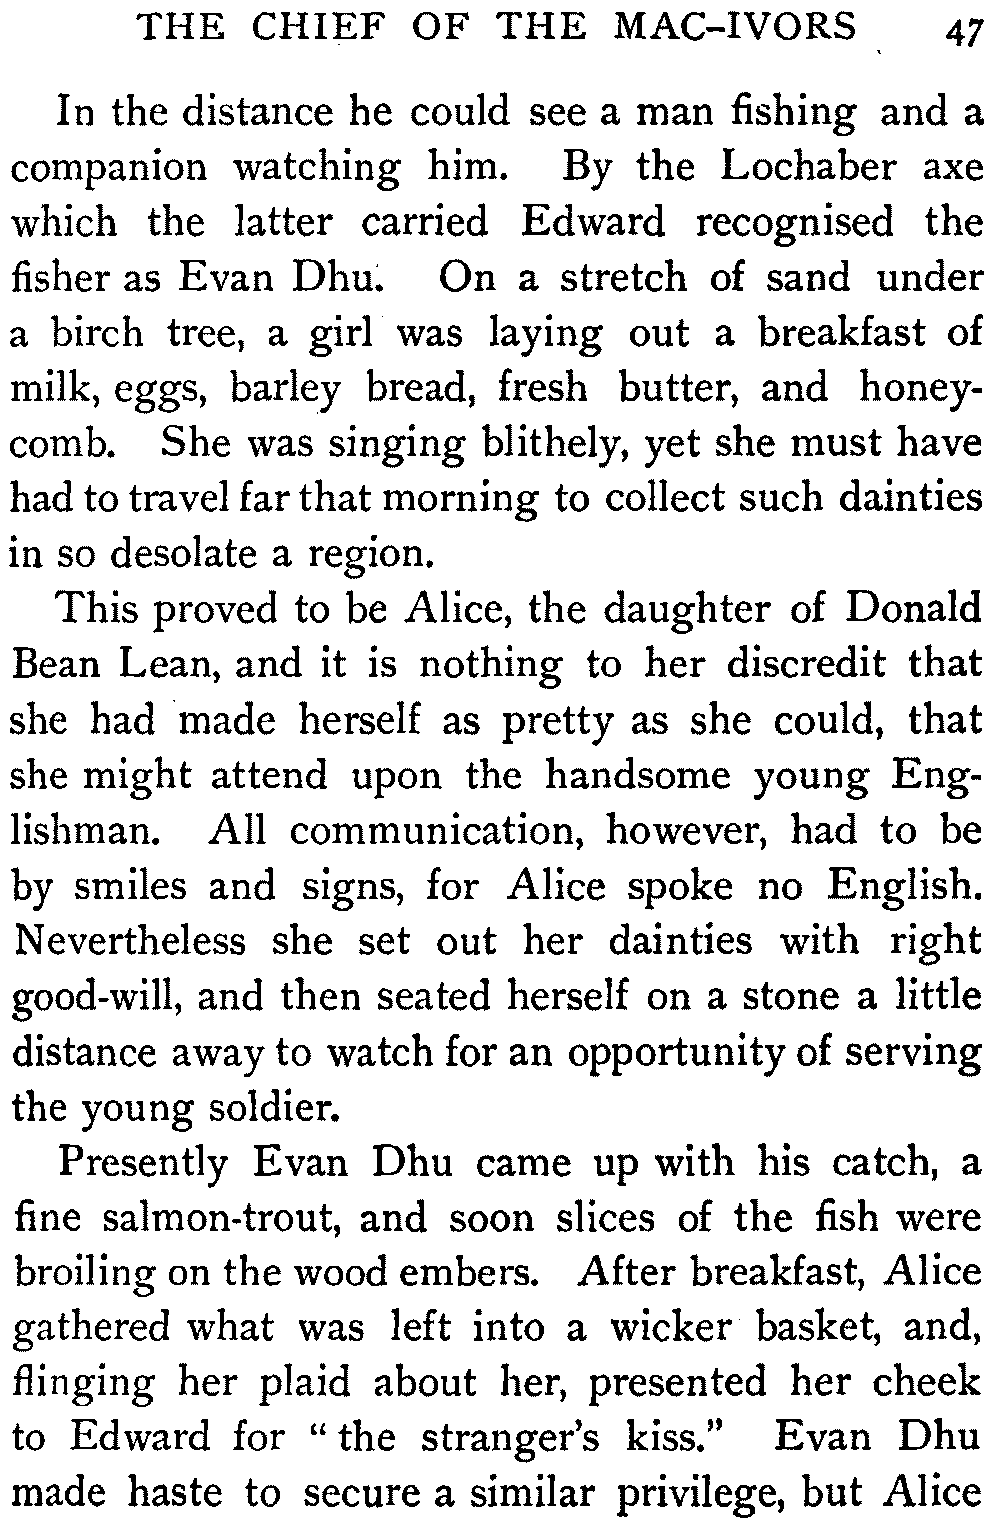 THE CHIEF OF THE MAC-IVORS 47
In the distance he could see a man fishing and a
companion watching him. By the Lochaber axe
which the latter carried Edward recognised the
fisher as Evan Dhu. On a stretch of sand under
a birch tree, a girl was laying out a breakfast of
milk, eggs, barley bread, fresh butter, and honey-
comb. She was singing blithely, yet she must have
had to travel far that morning to collect such dainties
in so desolate a region.
This proved to be Alice, the daughter of Donald
Bean Lean, and it is nothing to her discredit that
she had made herself as pretty as she could, that
she might attend upon the handsome young Eng-
lishman. All communication, however, had to be
by smiles and signs, for Alice spoke no English.
Nevertheless she set out her dainties with right
good-will, and then seated herself on a stone a little
distance away to watch for an opportunity of serving
the young soldier.
Presently Evan Dhu came up with his catch, a
fine salmon-trout, and soon slices of the fish were
broiling on the wood embers. After breakfast, Alice
gathered what was left into a wicker basket, and,
flinging her plaid about her, presented her cheek
to Edward for "the stranger's kiss." Evan Dhu
made haste to secure a similar privilege, but Alice